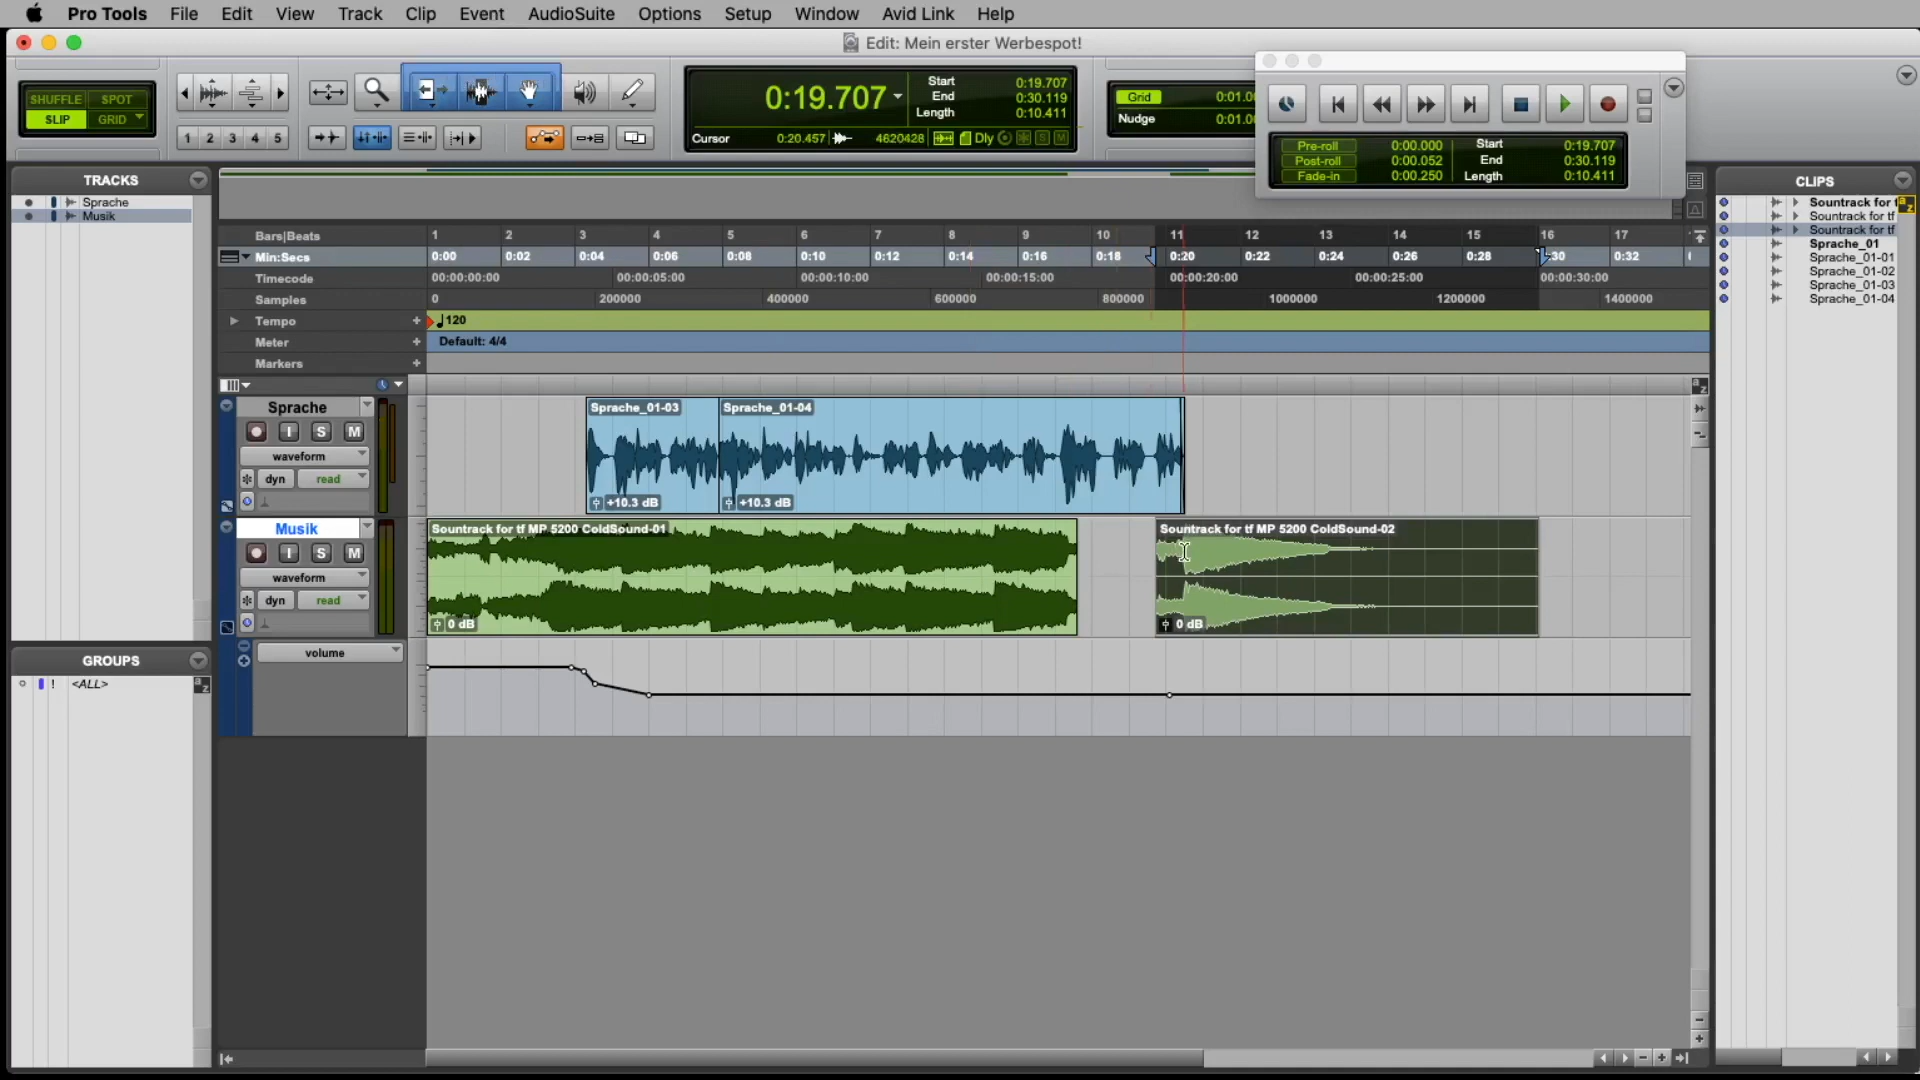 Pro Tools File Edit View Track Clip Event AudioSuite Options Setup Window Avid Link Help
Edit: Mein erster Werbespot!
SHUFFLE SPOT
SLIP GRID
1 2 3 4 5
0:19.707
Start 0:19.707
End 0:30.119
Length 0:10.411
Cursor 0:20.457 4620428 Dly
Grid 0:01.00
Nudge 0:01.00
Pre-roll 0:00.000 Start 0:19.707
Post-roll 0:00.052 End 0:30.119
Fade-in 0:00.250 Length 0:10.411
TRACKS
Sprache
Musik
GROUPS
! <ALL>
CLIPS
Sountrack for t
Sountrack for tf
Sountrack for tf
Sprache_01
Sprache_01-01
Sprache_01-02
Sprache_01-03
Sprache_01-04
Bars|Beats 1 2 3 4 5 6 7 8 9 10 11 12 13 14 15 16 17
Min:Secs 0:00 0:02 0:04 0:06 0:08 0:10 0:12 0:14 0:16 0:18 0:20 0:22 0:24 0:26 0:28 :30 0:32
Timecode 00:00:00:00 00:00:05:00 00:00:10:00 00:00:15:00 00:00:20:00 00:00:25:00 00:00:30:00
Samples 0 200000 400000 600000 800000 1000000 1200000 1400000
Tempo + 120
Meter + Default: 4/4
Markers +
Sprache
I S M
waveform
dyn read
Sprache_01-03 Sprache_01-04
+10.3 dB +10.3 dB
Musik
I S M
waveform
dyn read
Sountrack for tf MP 5200 ColdSound-01 Sountrack for tf MP 5200 ColdSound-02
0 dB 0 dB
volume